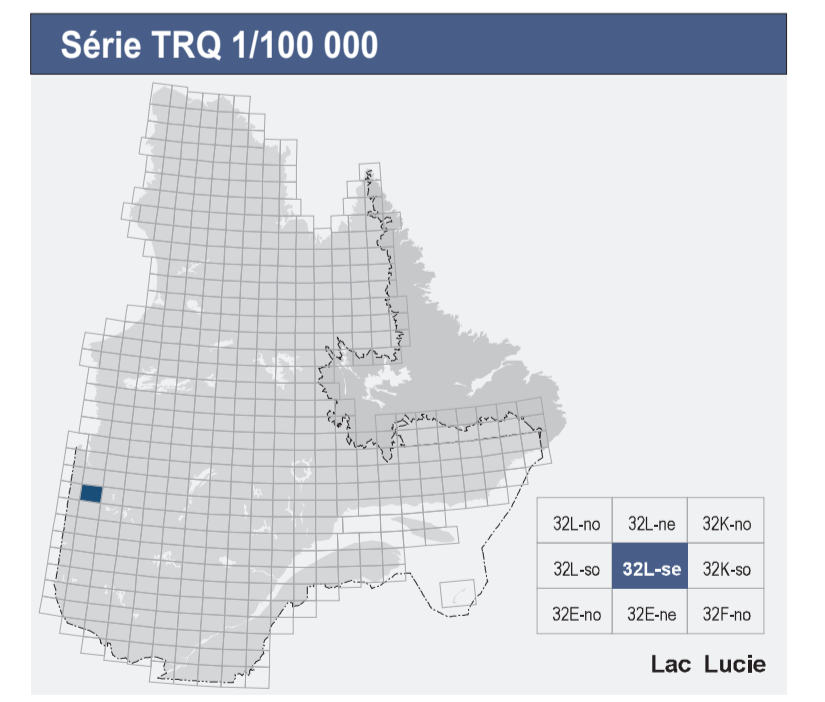 Série TRQ 1/100 000
32L-no 32L-ne 32K-no
32L-so 32L-se 32K-so
32E-no 32E-ne 32F-no
Lac Lucie